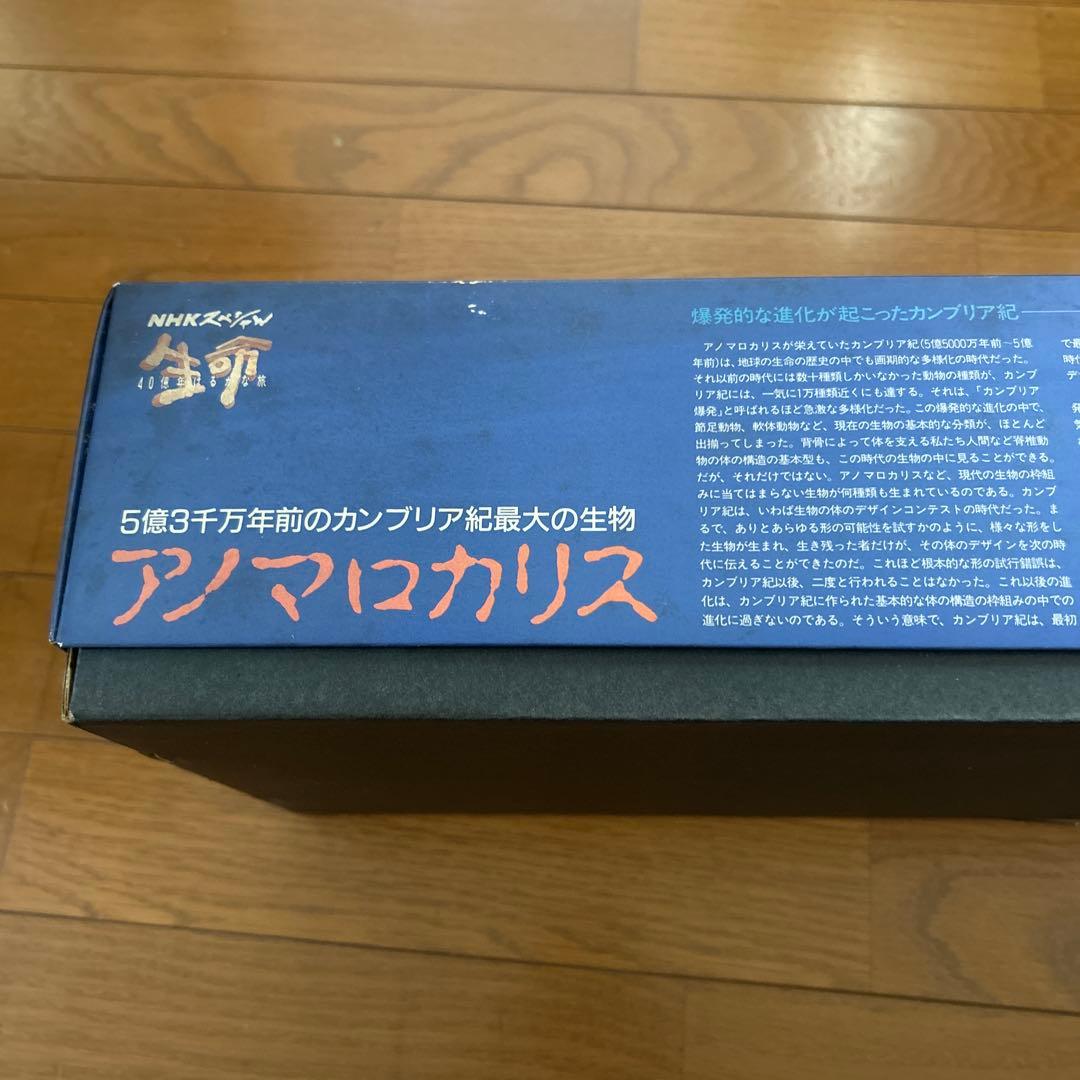 NHKスペシャル
生命
40億年はるかな旅
5億3千万年前のカンブリア紀最大の生物
アノマロカリス
爆発的な進化が起こったカンブリア紀
アノマロカリスが栄えていたカンブリア紀(5億5000万年前〜5億
年前)は、地球の生命の歴史の中でも画期的な多様化の時代だった。
それ以前の時代には数十種類しかいなかった動物の種類が、カンブ
リア紀には、一気に1万種類近くにも達する。それは、「カンブリア
爆発」と呼ばれるほど急激な多様化だった。この爆発的な進化の中で、
節足動物、軟体動物など、現在の生物の基本的な分類が、ほとんど
出揃ってしまった。背骨によって体を支える私たち人間など脊椎動
物の体の構造の基本型も、この時代の生物の中に見ることができる。
だが、それだけではない。アノマロカリスなど、現代の生物の枠組
みに当てはまらない生物が何種類も生まれているのである。カンブ
リア紀は、いわば生物の体のデザインコンテストの時代だった。ま
るで、ありとあらゆる形の可能性を試すかのように、様々な形をし
た生物が生まれ、生き残った者だけが、その体のデザインを次の時
代に伝えることができたのだ。これほど根本的な形の試行錯誤は、
カンブリア紀以後、二度と行われることはなかった。これ以後の進
化は、カンブリア紀に作られた基本的な体の構造の枠組みの中での
進化に過ぎないのである。そういう意味で、カンブリア紀は、最初
で最
時代
デ